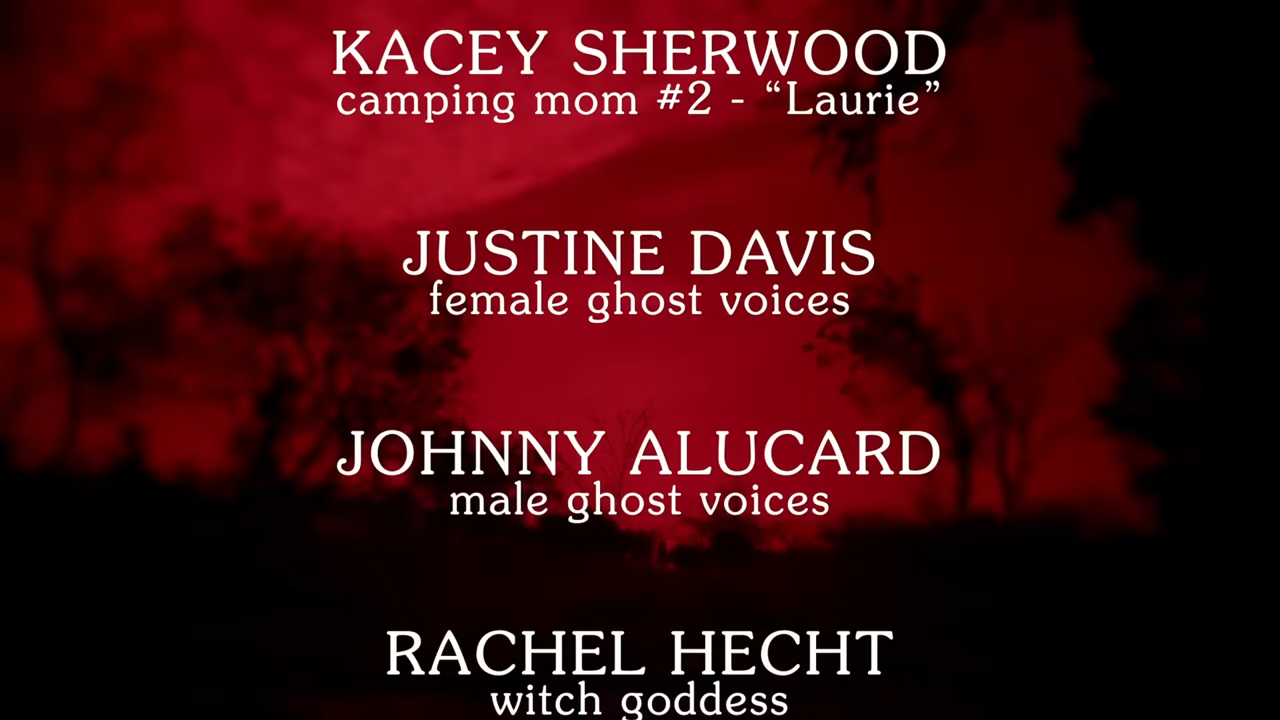 KACEY SHERWOOD
camping mom #2 - “Laurie”
JUSTINE DAVIS
female ghost voices
JOHNNY ALUCARD
male ghost voices
RACHEL HECHT
witch goddess